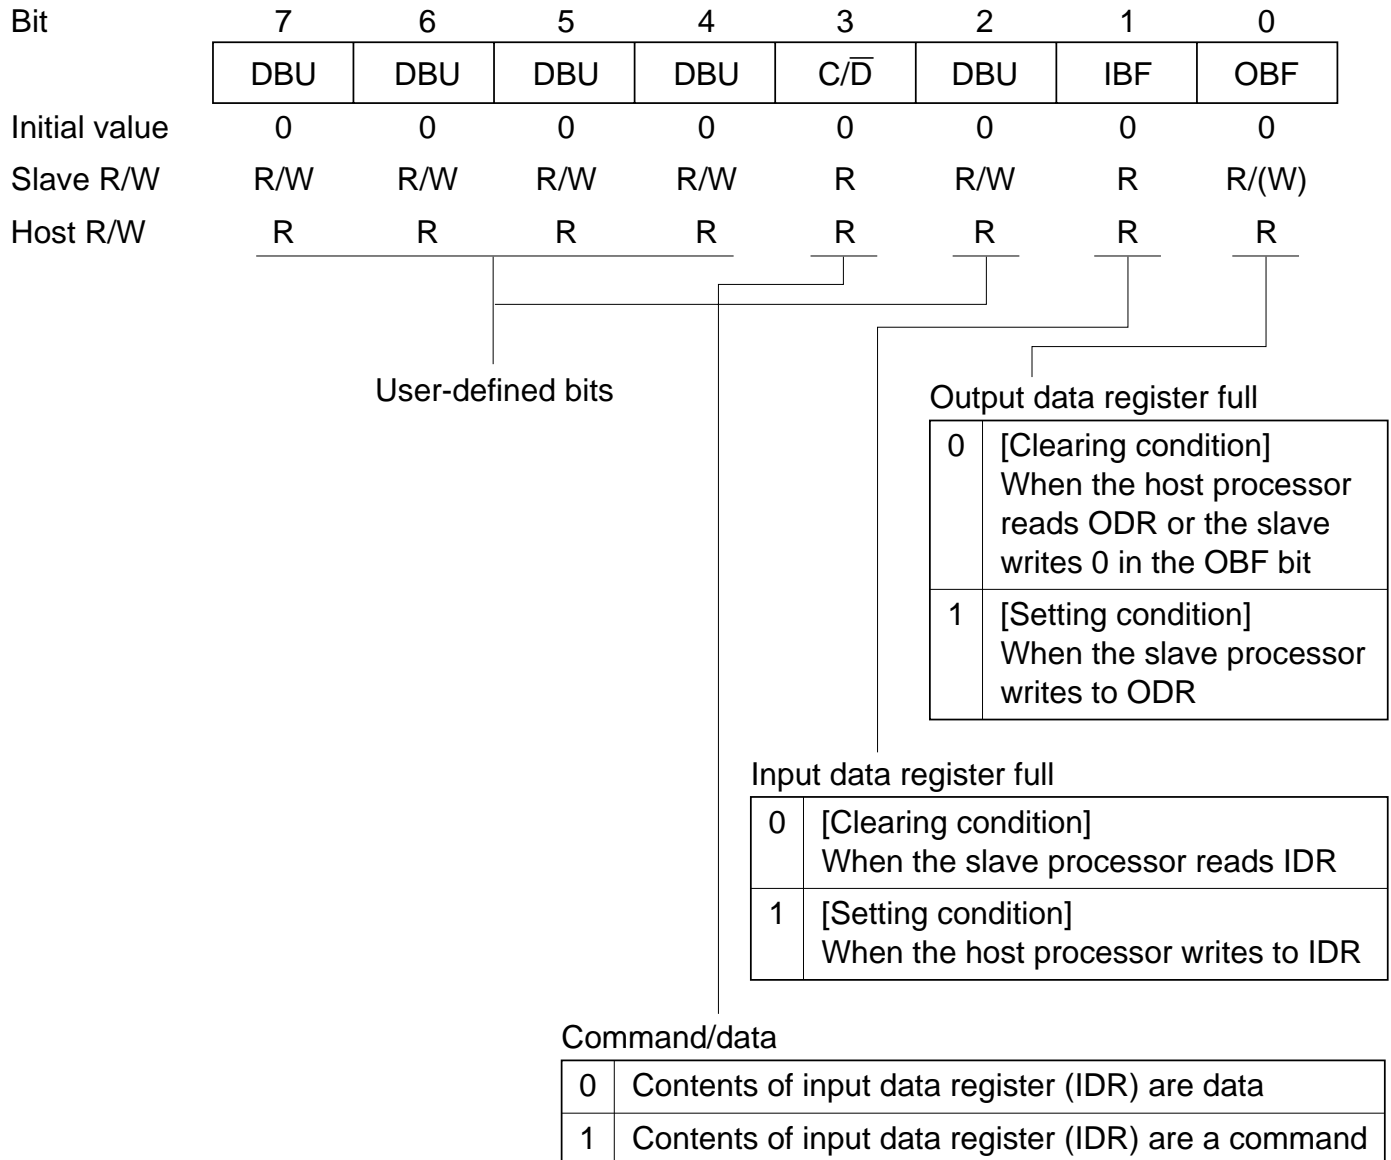 Bit 7 6 5 4 3 2 1 0
DBU DBU DBU DBU C/D̅ DBU IBF OBF
Initial value 0 0 0 0 0 0 0 0
Slave R/W R/W R/W R/W R/W R R/W R R/(W)
Host R/W R R R R R R R R
User-defined bits
Output data register full
0 [Clearing condition]
When the host processor
reads ODR or the slave
writes 0 in the OBF bit
1 [Setting condition]
When the slave processor
writes to ODR
Input data register full
0 [Clearing condition]
When the slave processor reads IDR
1 [Setting condition]
When the host processor writes to IDR
Command/data
0 Contents of input data register (IDR) are data
1 Contents of input data register (IDR) are a command